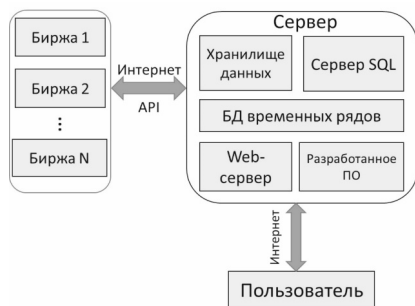 Биржа 1
Биржа 2
⋮
Биржа N
Интернет
API
Сервер
Хранилище
данных
Сервер SQL
БД временных рядов
Web-
сервер
Разработанное
ПО
Интернет
Пользователь